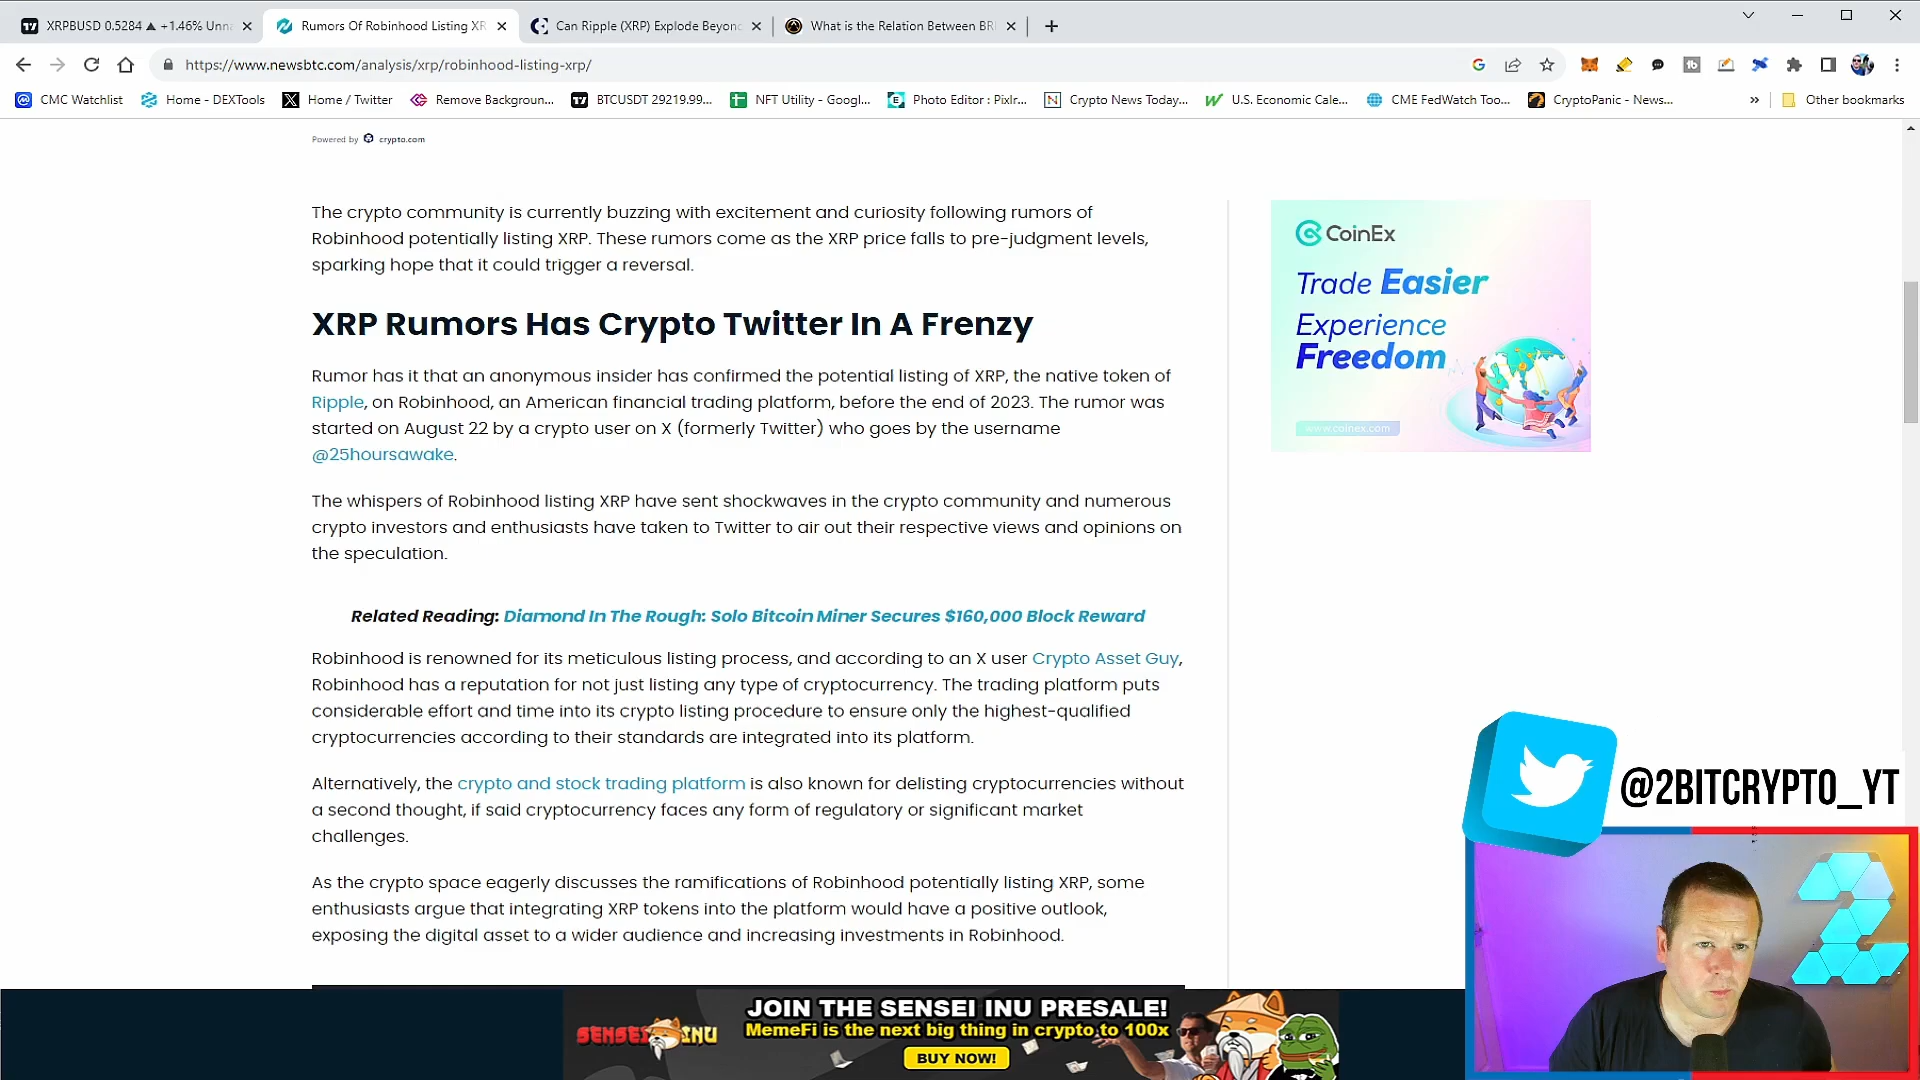 XRPBUSD 0.5284 ▲ +1.46% Unna
Rumors Of Robinhood Listing XR
Can Ripple (XRP) Explode Beyond
What is the Relation Between BRI
https://www.newsbtc.com/analysis/xrp/robinhood-listing-xrp/
CMC Watchlist
Home - DEXTools
Home / Twitter
Remove Backgroun...
BTCUSDT 29219.99...
NFT Utility - Googl...
Photo Editor : Pixlr...
Crypto News Today...
U.S. Economic Cale...
CME FedWatch Too...
CryptoPanic - News...
»
Other bookmarks
Powered by crypto.com
The crypto community is currently buzzing with excitement and curiosity following rumors of
Robinhood potentially listing XRP. These rumors come as the XRP price falls to pre-judgment levels,
sparking hope that it could trigger a reversal.
XRP Rumors Has Crypto Twitter In A Frenzy
Rumor has it that an anonymous insider has confirmed the potential listing of XRP, the native token of
Ripple, on Robinhood, an American financial trading platform, before the end of 2023. The rumor was
started on August 22 by a crypto user on X (formerly Twitter) who goes by the username
@25hoursawake.
The whispers of Robinhood listing XRP have sent shockwaves in the crypto community and numerous
crypto investors and enthusiasts have taken to Twitter to air out their respective views and opinions on
the speculation.
Related Reading: Diamond In The Rough: Solo Bitcoin Miner Secures $160,000 Block Reward
Robinhood is renowned for its meticulous listing process, and according to an X user Crypto Asset Guy,
Robinhood has a reputation for not just listing any type of cryptocurrency. The trading platform puts
considerable effort and time into its crypto listing procedure to ensure only the highest-qualified
cryptocurrencies according to their standards are integrated into its platform.
Alternatively, the crypto and stock trading platform is also known for delisting cryptocurrencies without
a second thought, if said cryptocurrency faces any form of regulatory or significant market
challenges.
As the crypto space eagerly discusses the ramifications of Robinhood potentially listing XRP, some
enthusiasts argue that integrating XRP tokens into the platform would have a positive outlook,
exposing the digital asset to a wider audience and increasing investments in Robinhood.
CoinEx
Trade Easier
Experience
Freedom
www.coinex.com
@2BITCRYPTO_YT
SENSEI INU
JOIN THE SENSEI INU PRESALE!
MemeFi is the next big thing in crypto to 100x
BUY NOW!